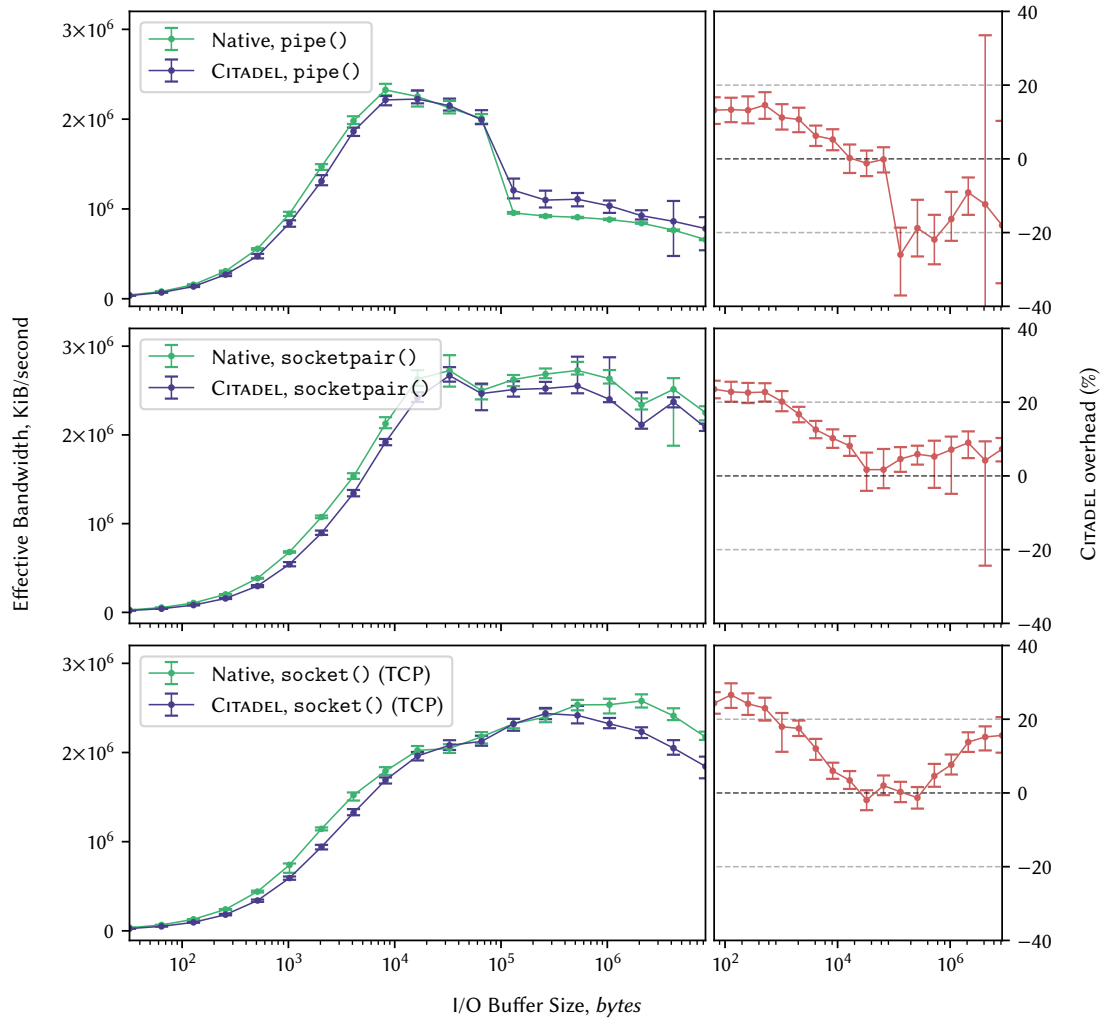 3×10⁶
2×10⁶
10⁶
0
Native, pipe()
CITADEL, pipe()
40
20
0
−20
−40
3×10⁶
2×10⁶
10⁶
0
Native, socketpair()
CITADEL, socketpair()
40
20
0
−20
−40
3×10⁶
2×10⁶
10⁶
0
Native, socket() (TCP)
CITADEL, socket() (TCP)
40
20
0
−20
−40
10² 10³ 10⁴ 10⁵ 10⁶
10² 10⁴ 10⁶
Effective Bandwidth, KiB/second
CITADEL overhead (%)
I/O Buffer Size, bytes